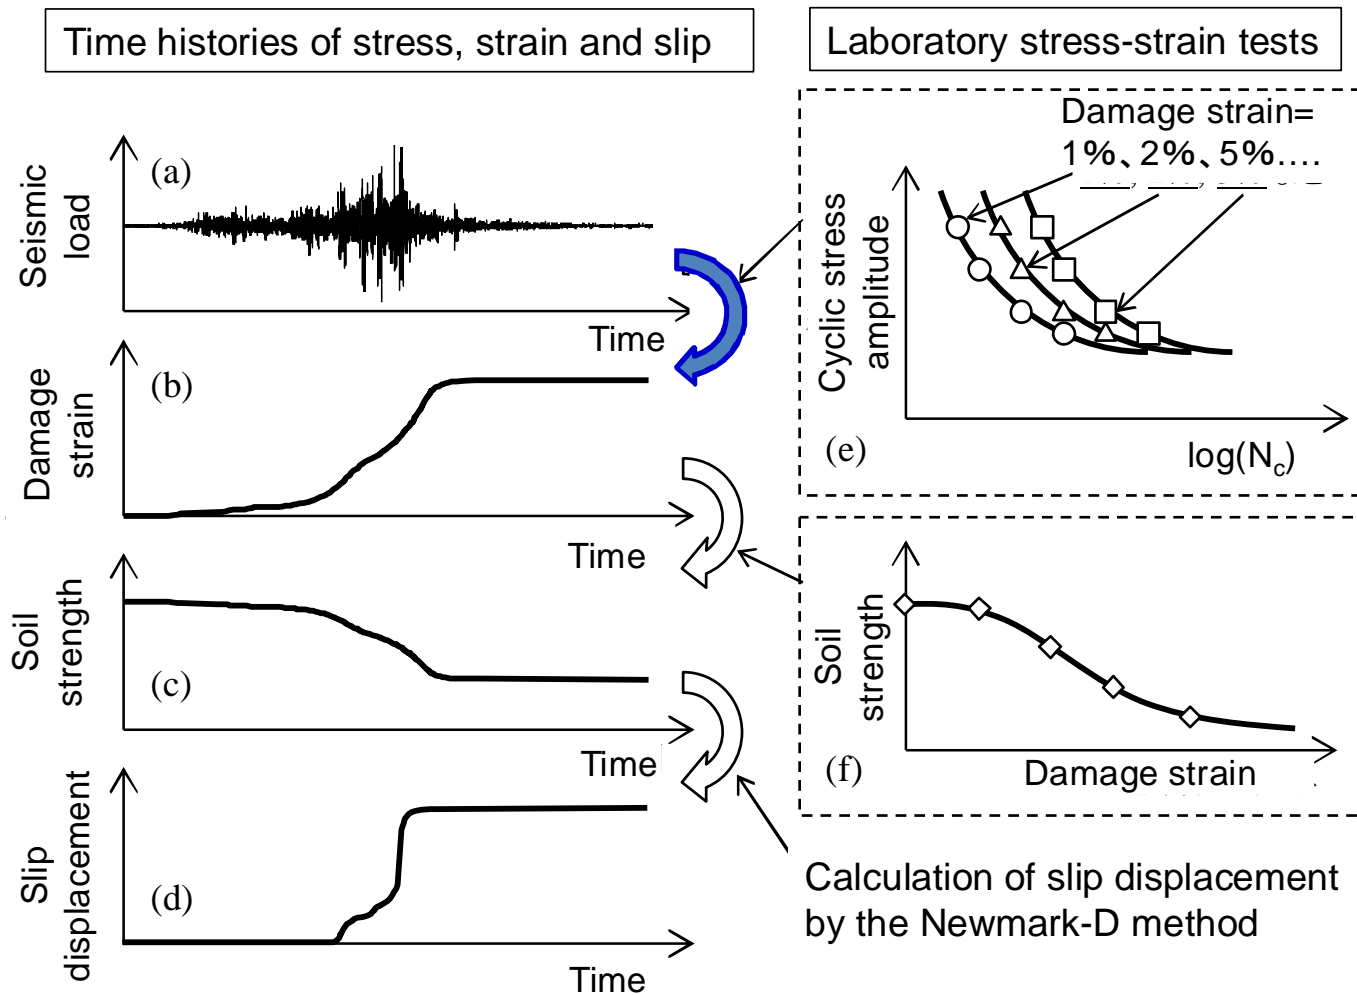 Time histories of stress, strain and slip
Laboratory stress-strain tests
(a)
Seismic
load
Time
(b)
Damage
strain
Time
(c)
Soil
strength
Time
(d)
Slip
displacement
Time
Damage strain=
1%、2%、5%....
Cyclic stress
amplitude
(e)
log(Nc)
Soil
strength
(f)
Damage strain
Calculation of slip displacement
by the Newmark-D method